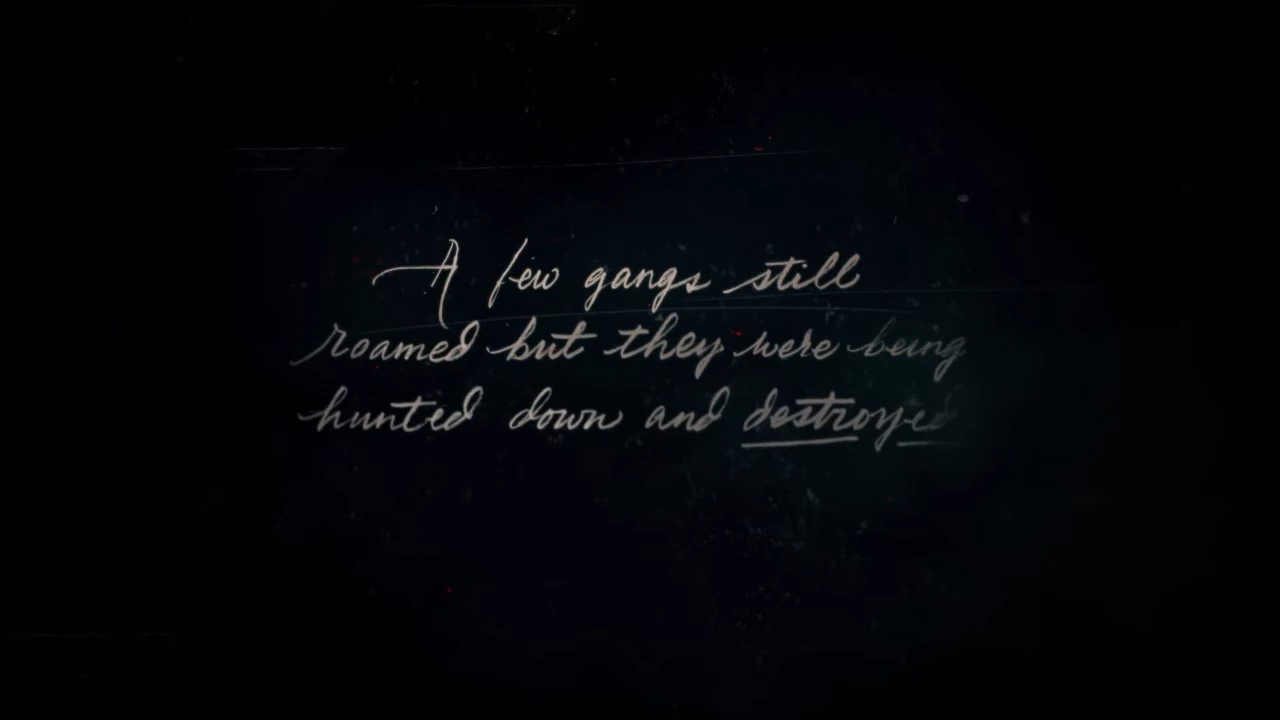 A few gangs still
roamed but they were being
hunted down and destroyed